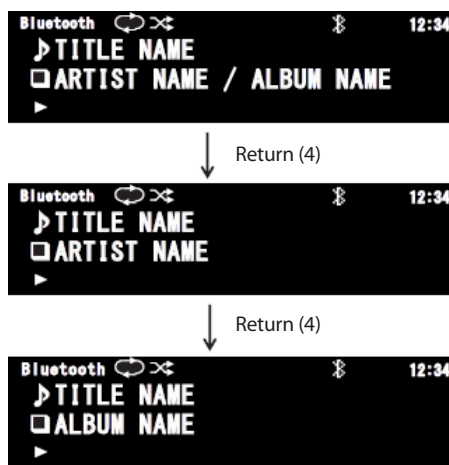 Bluetooth 12:34
TITLE NAME
ARTIST NAME / ALBUM NAME
Return (4)
Bluetooth 12:34
TITLE NAME
ARTIST NAME
Return (4)
Bluetooth 12:34
TITLE NAME
ALBUM NAME